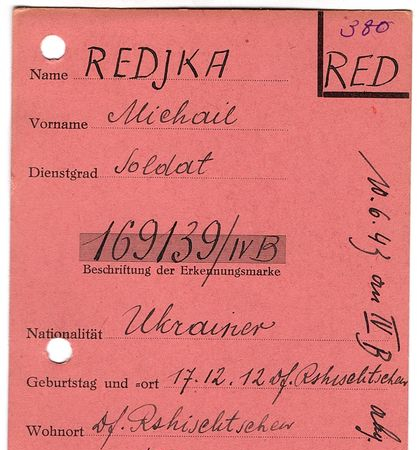 380
RED
Name REDJKA
Vorname Michail
Dienstgrad Soldat
169139/IVB
Beschriftung der Erkennungsmarke
Nationalität Ukrainer
Geburtstag und =ort 17.12.12 Df. Rshischtschew
Wohnort Df. Rshischtschew
10.6.43 an IV B abg.